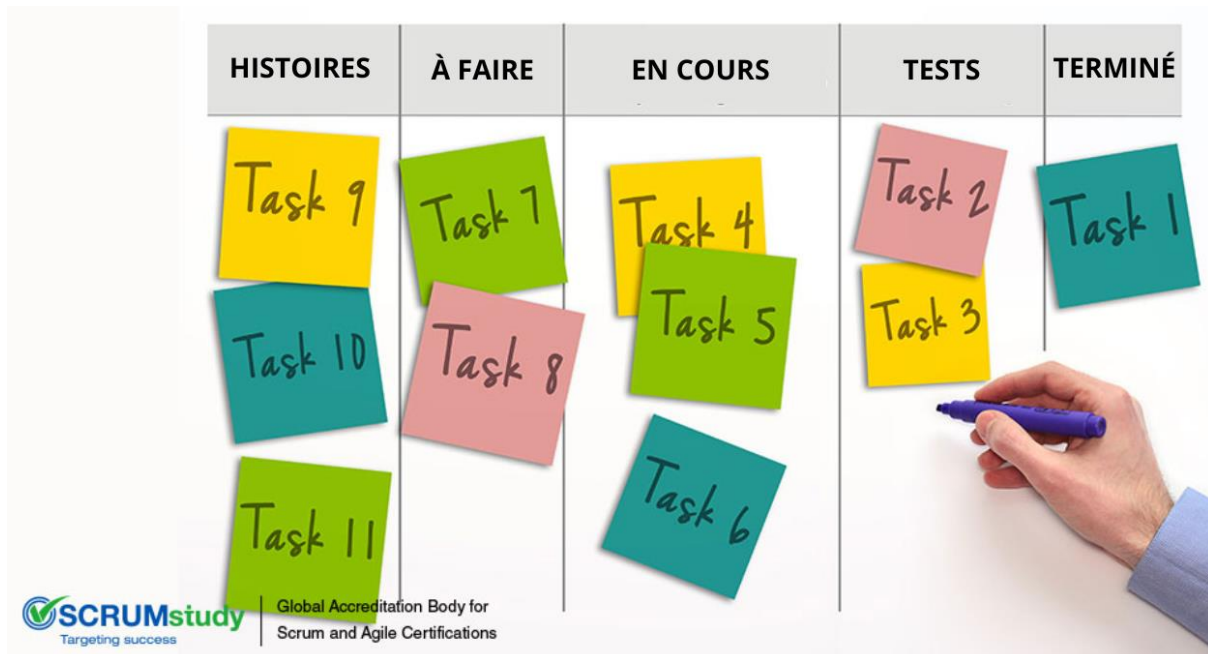 HISTOIRES
À FAIRE
EN COURS
TESTS
TERMINÉ
Task 9
Task 10
Task 11
Task 7
Task 8
Task 4
Task 5
Task 6
Task 2
Task 3
Task 1
SCRUMstudy
Targeting success
Global Accreditation Body for
Scrum and Agile Certifications